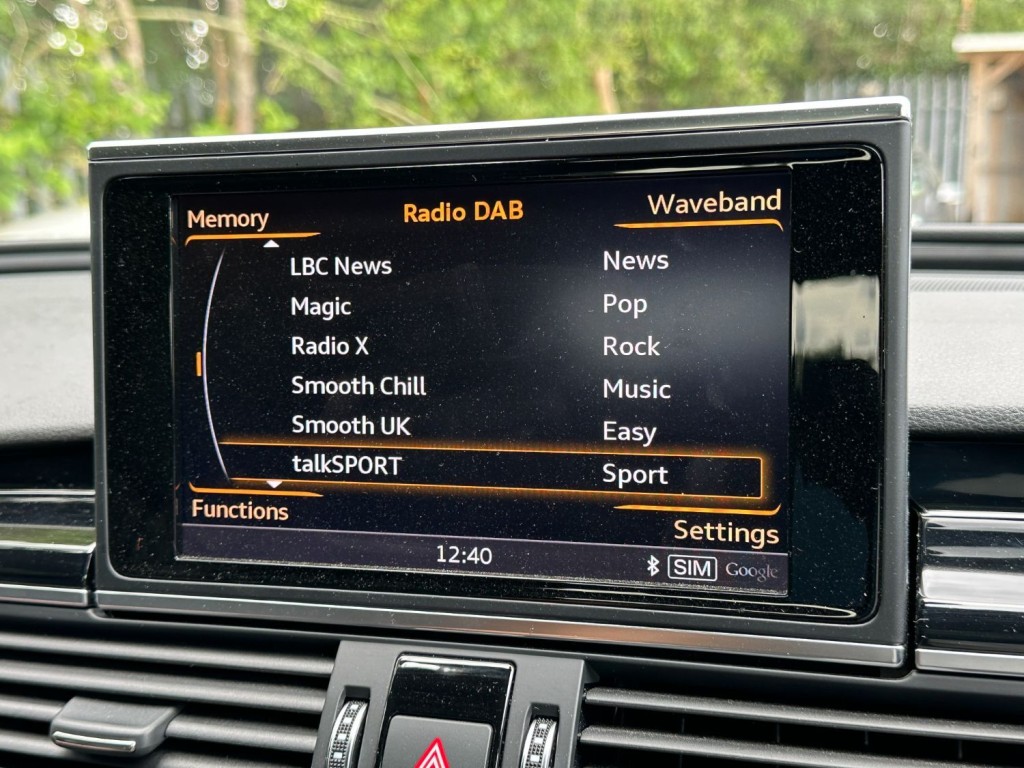 Memory Radio DAB Waveband
LBC News News
Magic Pop
Radio X Rock
Smooth Chill Music
Smooth UK Easy
talkSPORT Sport
Functions Settings
12:40 SIM Google